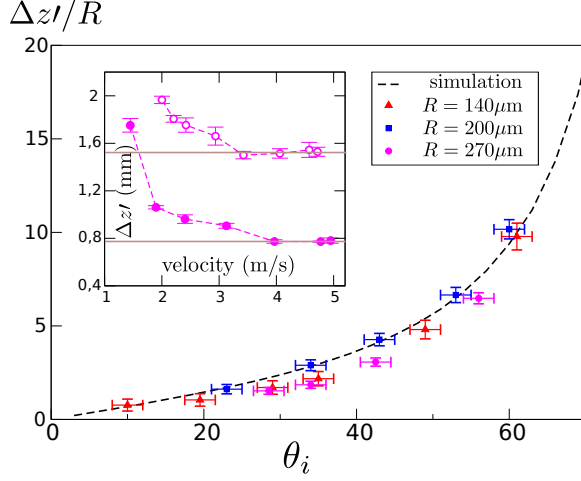 Δz′/R
20
15
10
5
0
0
20
40
60
θi
simulation
R = 140μm
R = 200μm
R = 270μm
2
1,6
1,2
0,8
0,4
Δz′ (mm)
1
2
3
4
5
velocity (m/s)